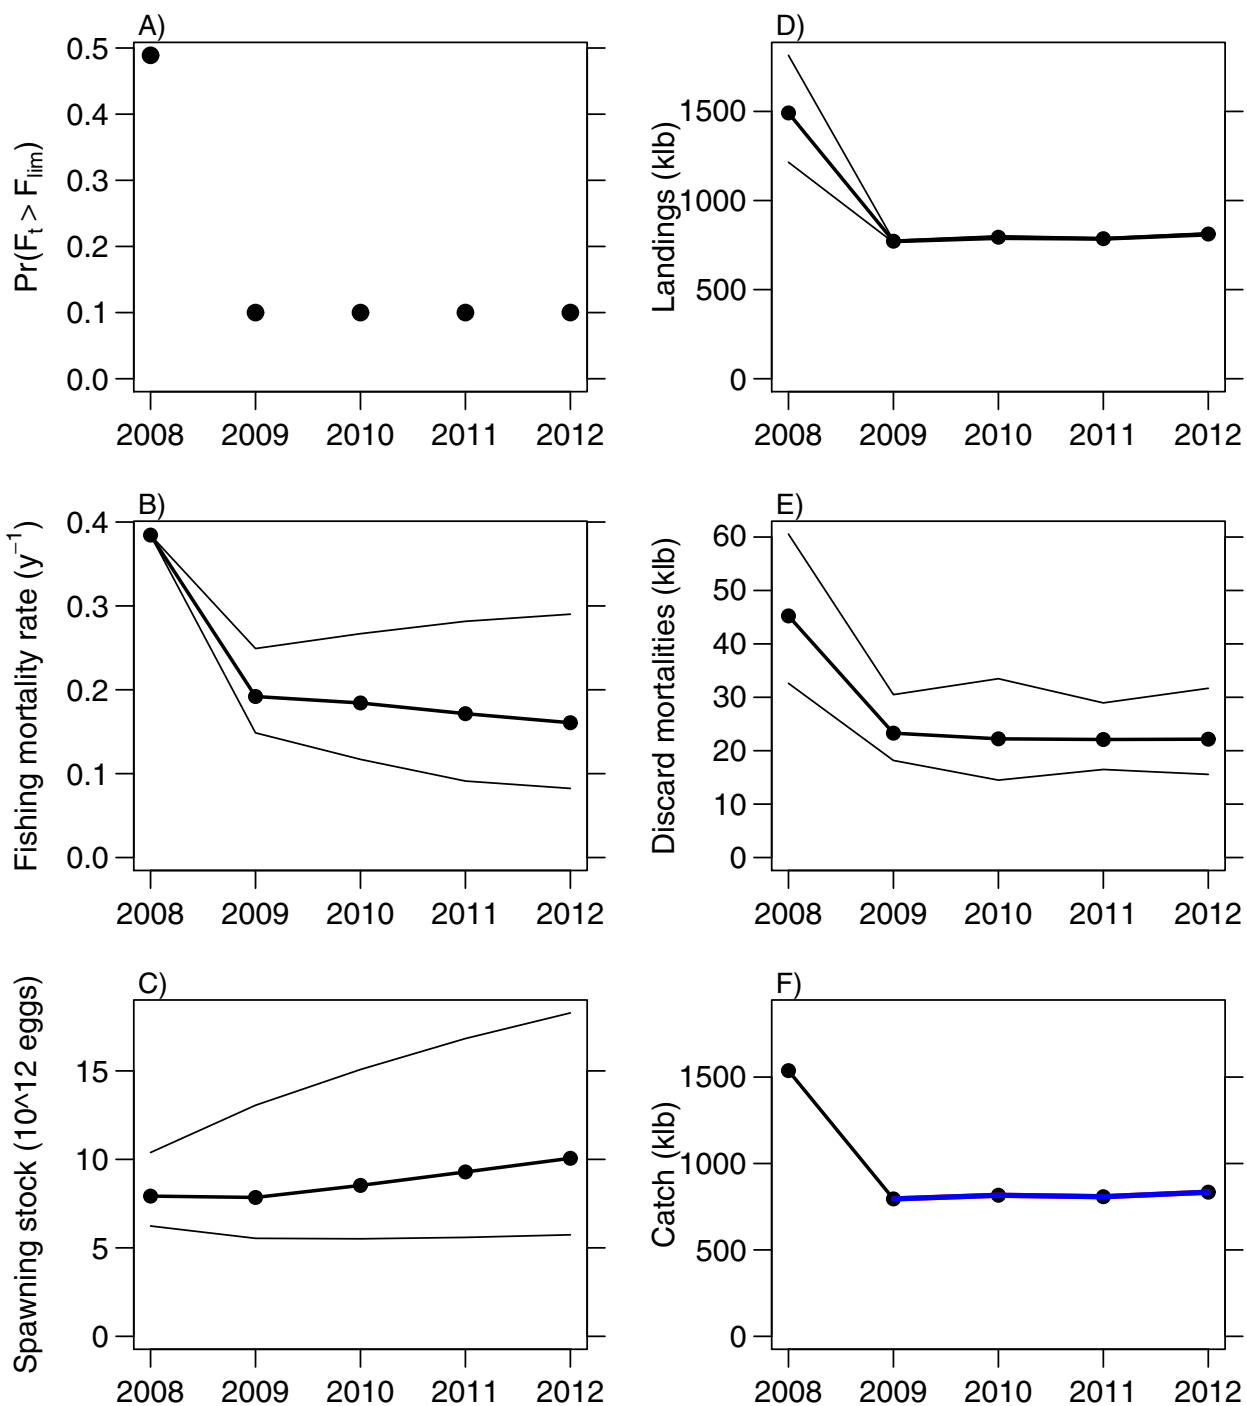 A)
Pr(Fₜ > Fₗᵢₘ)
0.5
0.4
0.3
0.2
0.1
0.0
2008 2009 2010 2011 2012
B)
Fishing mortality rate (y⁻¹)
0.4
0.3
0.2
0.1
0.0
2008 2009 2010 2011 2012
C)
Spawning stock (10^12 eggs)
15
10
5
0
2008 2009 2010 2011 2012
D)
Landings (klb)
1500
1000
500
0
2008 2009 2010 2011 2012
E)
Discard mortalities (klb)
60
50
40
30
20
10
0
2008 2009 2010 2011 2012
F)
Catch (klb)
1500
1000
500
0
2008 2009 2010 2011 2012